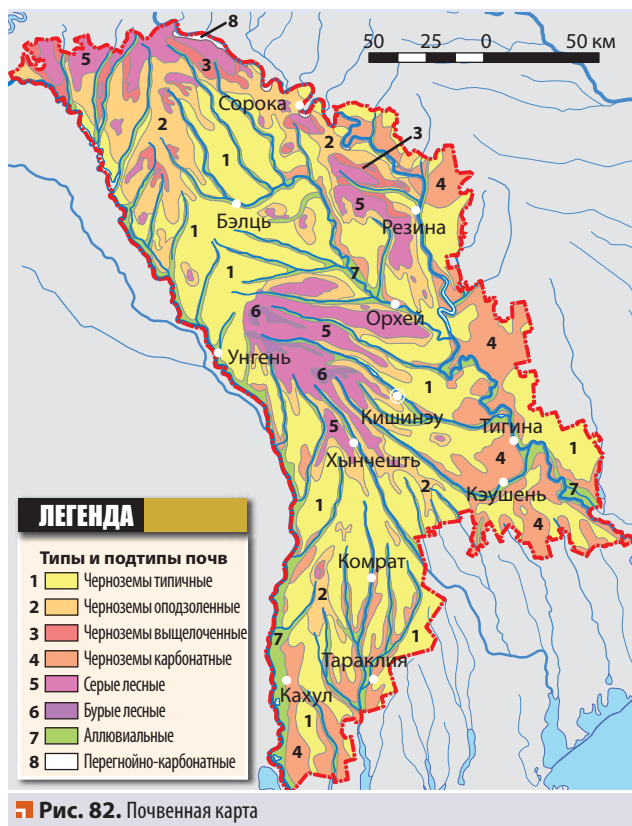 8
50 25 0 50 км
5
3
Сорока
2
3
2
1
4
5
Бэлць
Резина
1
1
7
Орхей
6
5
4
Унгень
6
1
Кишинэу
Тигина
5
1
Хынчешть
4
Кэушень
7
2
4
1
Комрат
2
7
1
Тараклия
Кахул
1
4
ЛЕГЕНДА
Типы и подтипы почв
1 Черноземы типичные
2 Черноземы оподзоленные
3 Черноземы выщелоченные
4 Черноземы карбонатные
5 Серые лесные
6 Бурые лесные
7 Аллювиальные
8 Перегнойно-карбонатные
Рис. 82. Почвенная карта